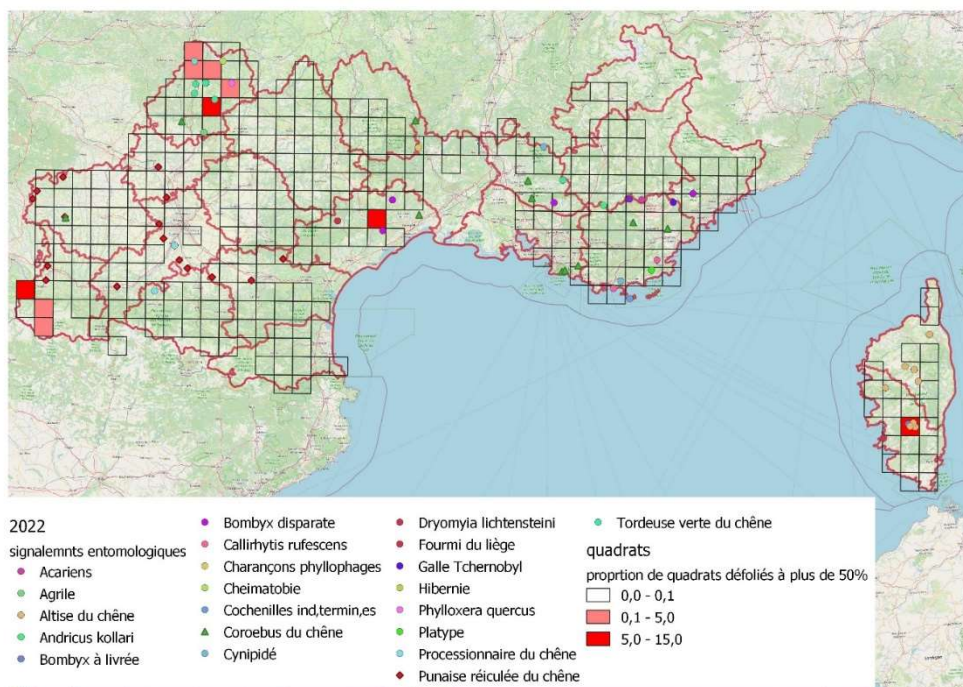 2022
signalemnts entomologiques
Acariens
Agrile
Altise du chêne
Andricus kollari
Bombyx à livrée
Bombyx disparate
Callirhytis rufescens
Charançons phyllophages
Cheimatobie
Cochenilles ind,termin,es
Coroebus du chêne
Cynipidé
Dryomyia lichtensteini
Fourmi du liège
Galle Tchernobyl
Hibernie
Phylloxera quercus
Platype
Processionnaire du chêne
Punaise réiculée du chêne
Tordeuse verte du chêne
quadrats
proprtion de quadrats défoliés à plus de 50%
0,0 - 0,1
0,1 - 5,0
5,0 - 15,0